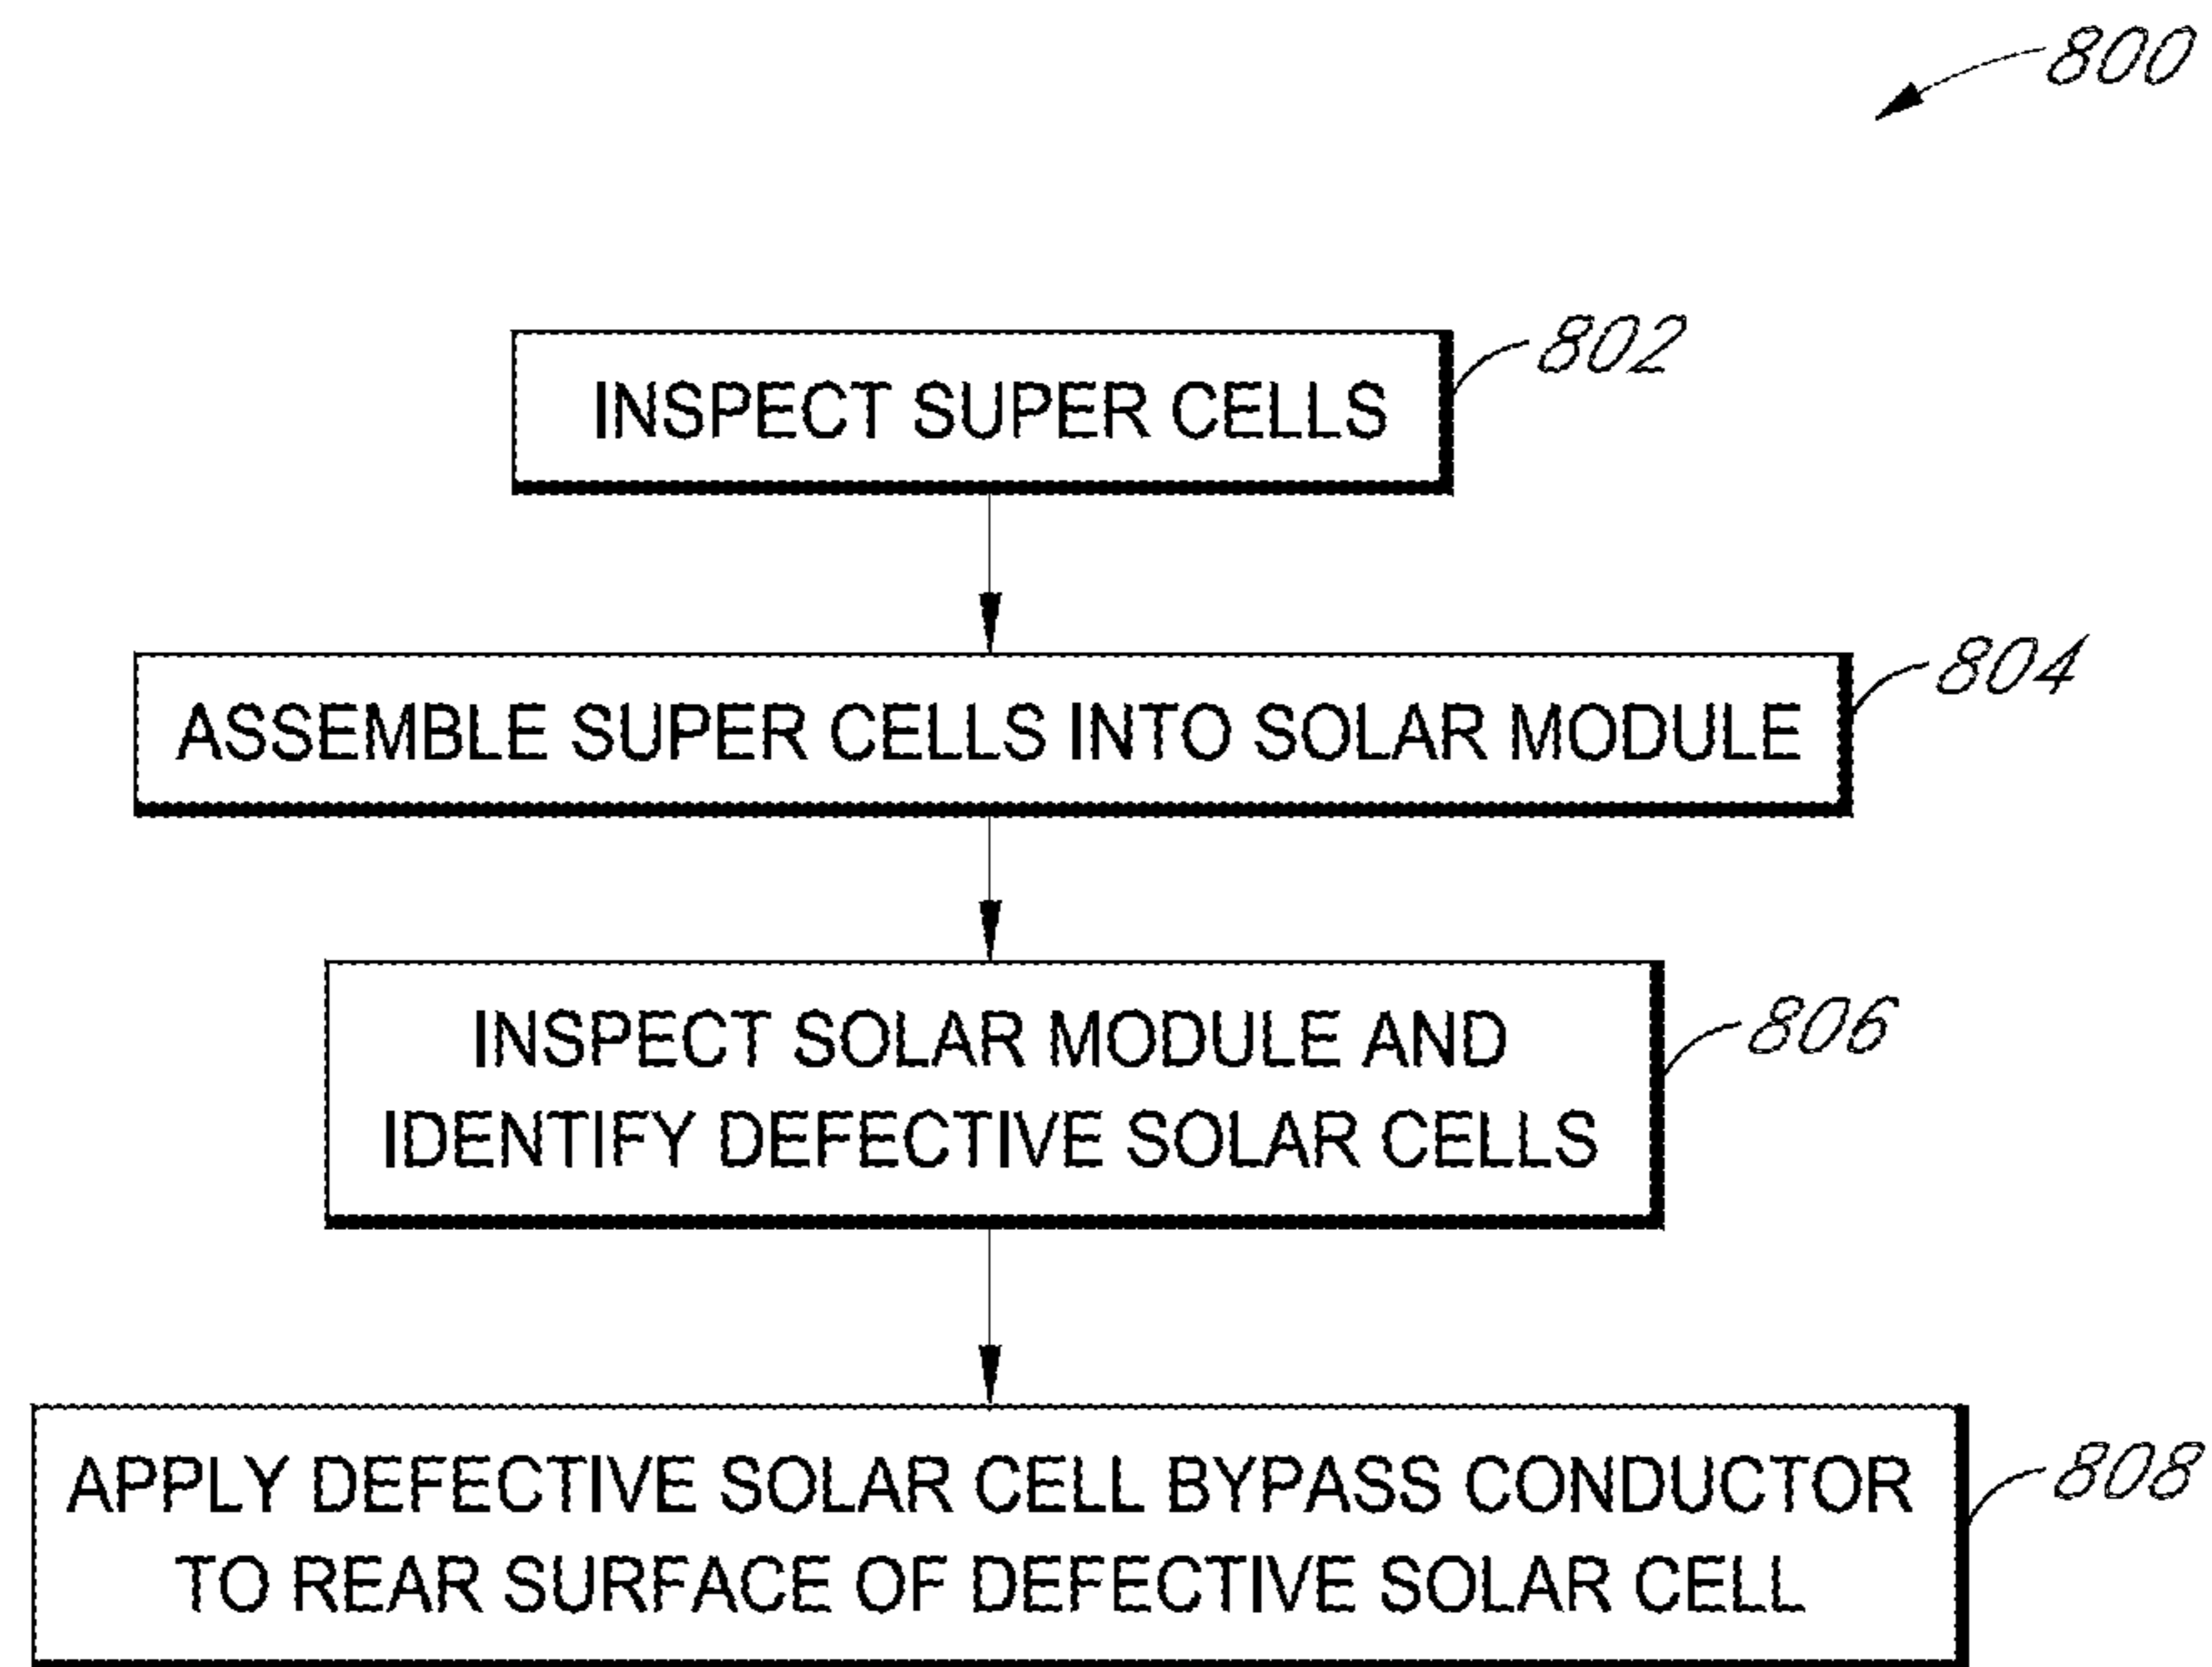 800
INSPECT SUPER CELLS
802
ASSEMBLE SUPER CELLS INTO SOLAR MODULE
804
INSPECT SOLAR MODULE AND
IDENTIFY DEFECTIVE SOLAR CELLS
806
APPLY DEFECTIVE SOLAR CELL BYPASS CONDUCTOR
TO REAR SURFACE OF DEFECTIVE SOLAR CELL
808